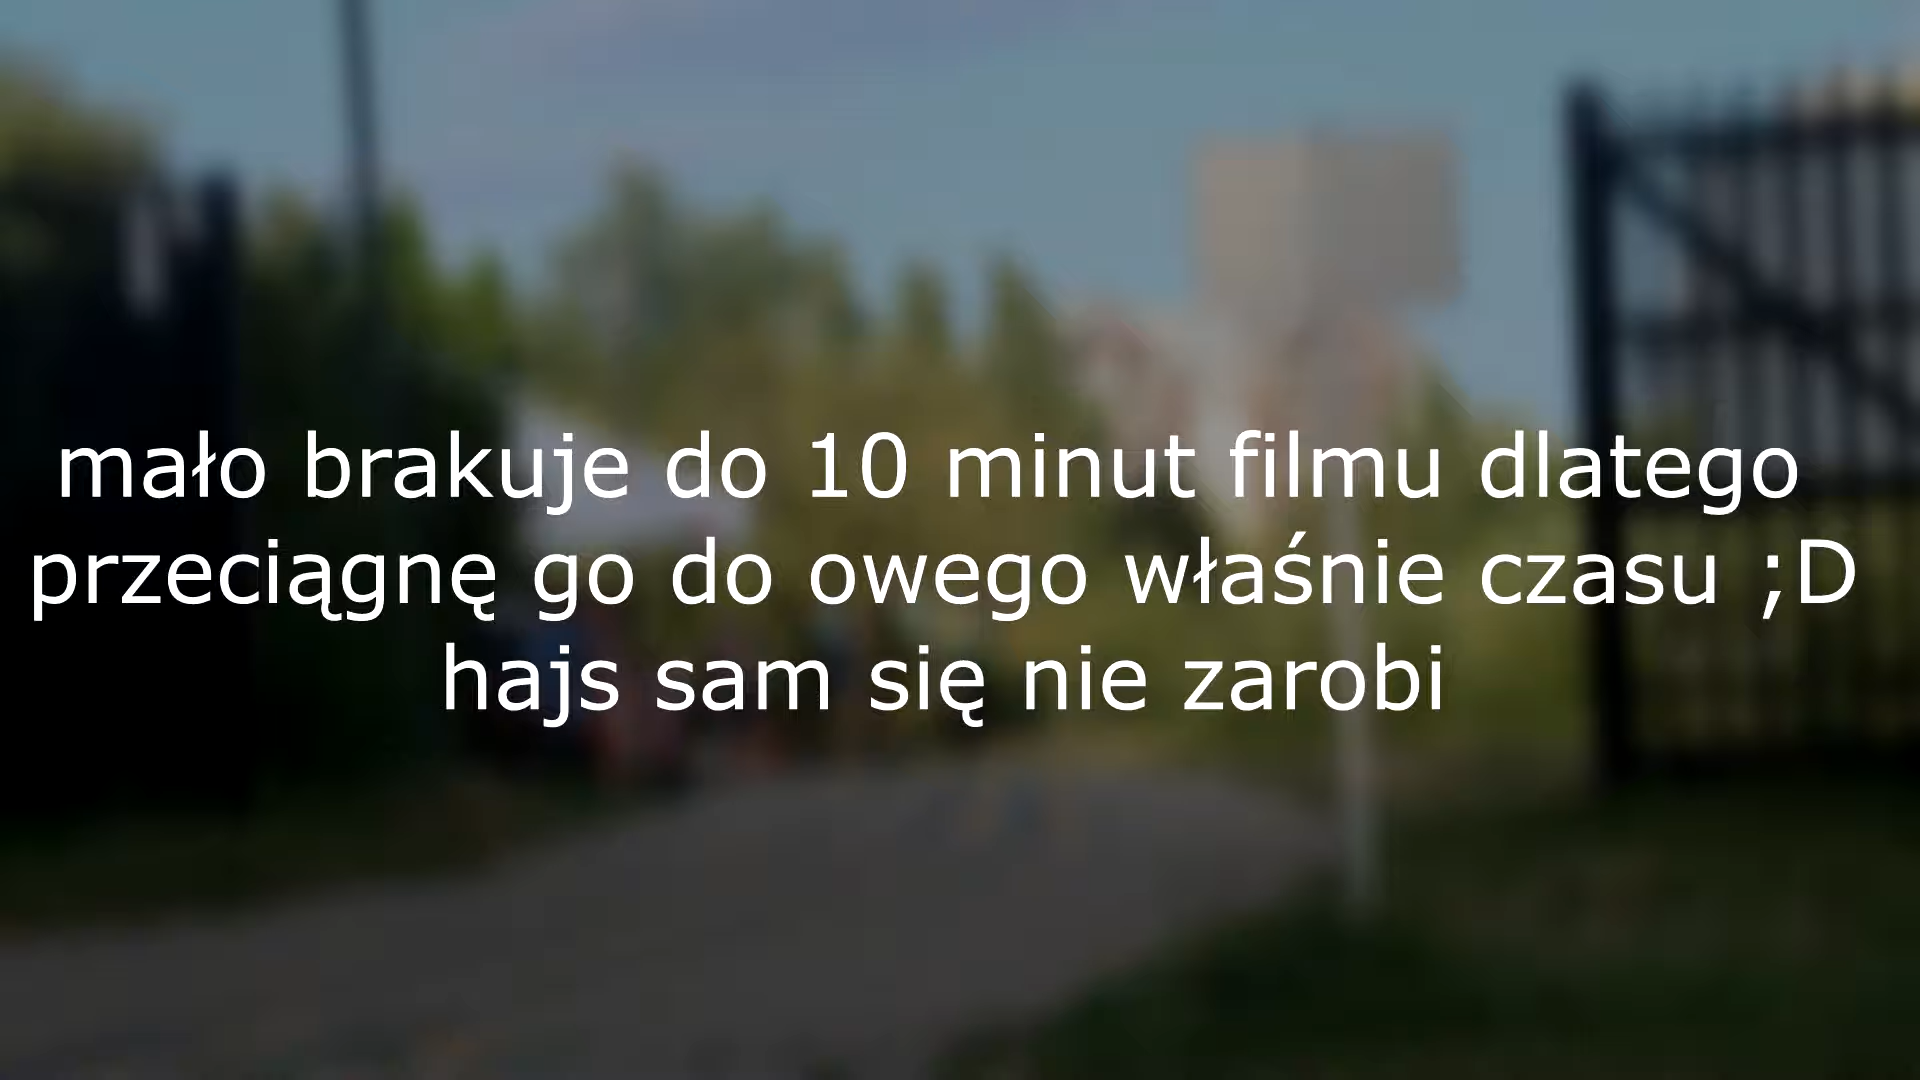 mało brakuje do 10 minut filmu dlatego
przeciągnę go do owego właśnie czasu ;D
hajs sam się nie zarobi